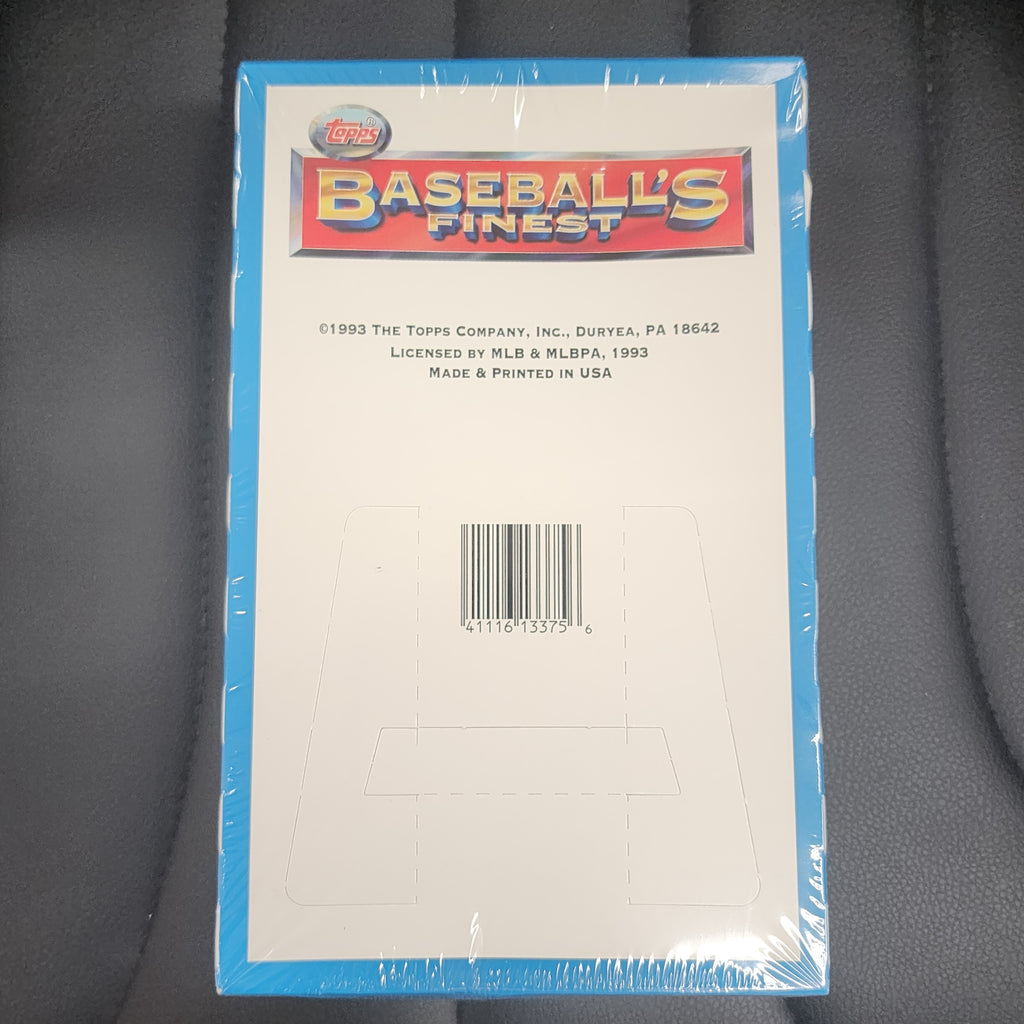 Topps ®
BASEBALL'S
FINEST
©1993 THE TOPPS COMPANY, INC., DURYEA, PA 18642
LICENSED BY MLB & MLBPA, 1993
MADE & PRINTED IN USA
41116 13375 6